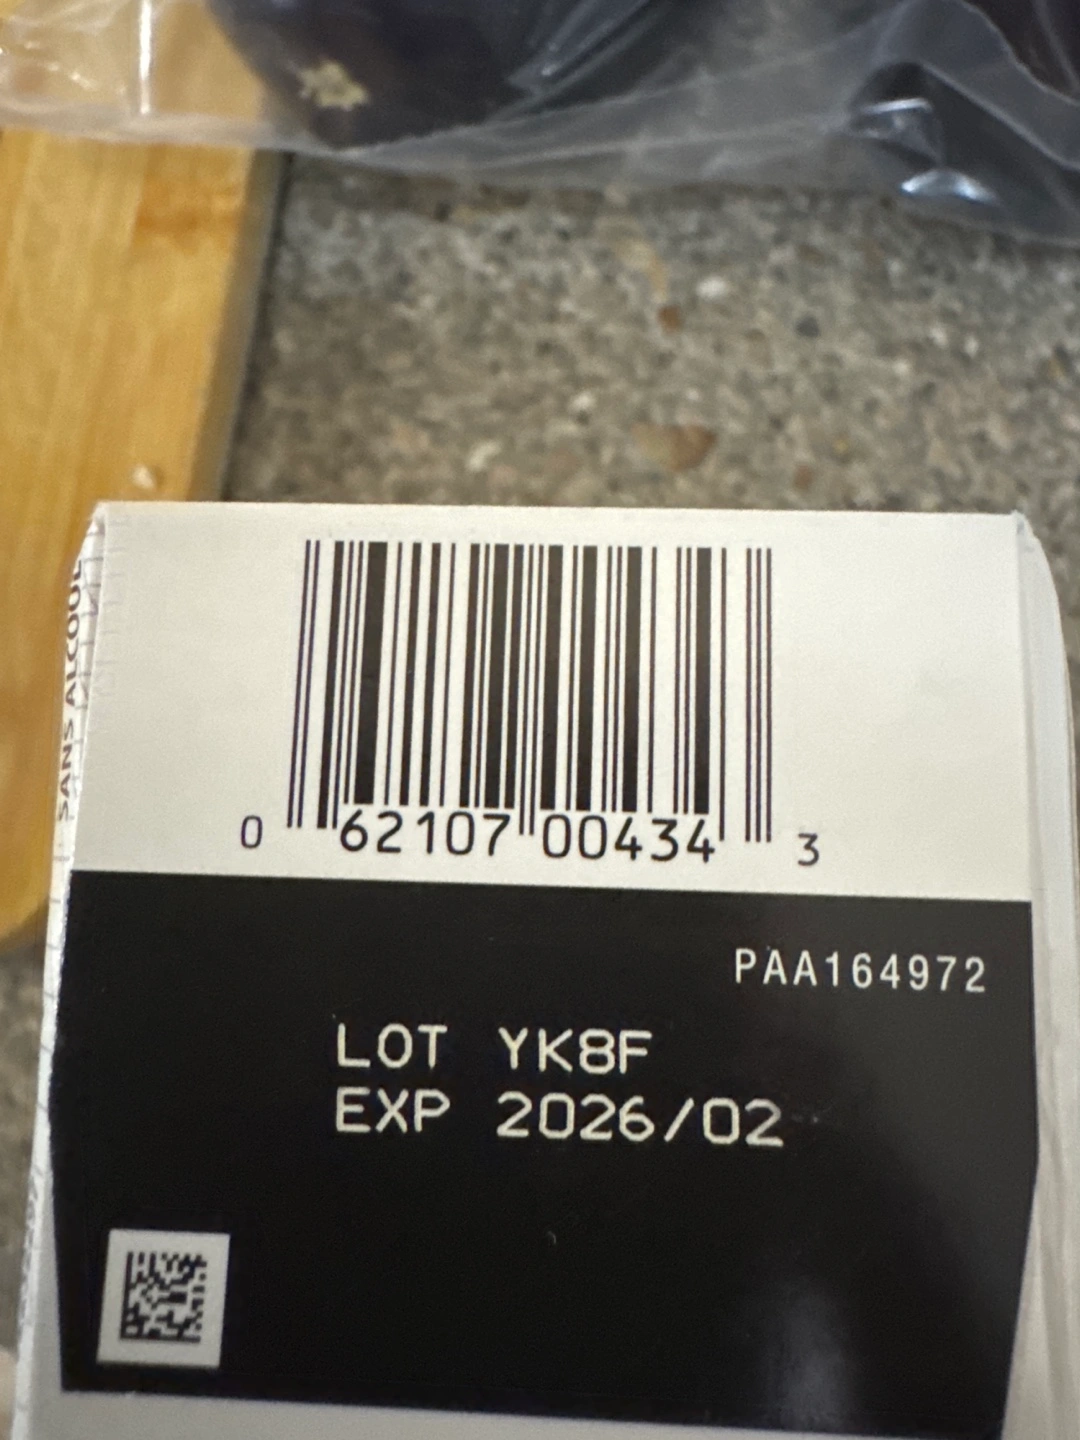 SANS ALCOOL
0 62107 00434 3
PAA164972
LOT YK8F
EXP 2026/02